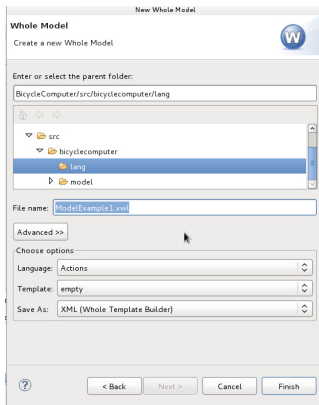 New Whole Model
Whole Model
Create a new Whole Model
W
Enter or select the parent folder:
BicycleComputer/src/bicyclecomputer/lang
src
bicyclecomputer
lang
model
File name: ModelExample1.xwl
Advanced >>
Choose options
Language: Actions
Template: empty
Save As: XML (Whole Template Builder)
? < Back Next > Cancel Finish